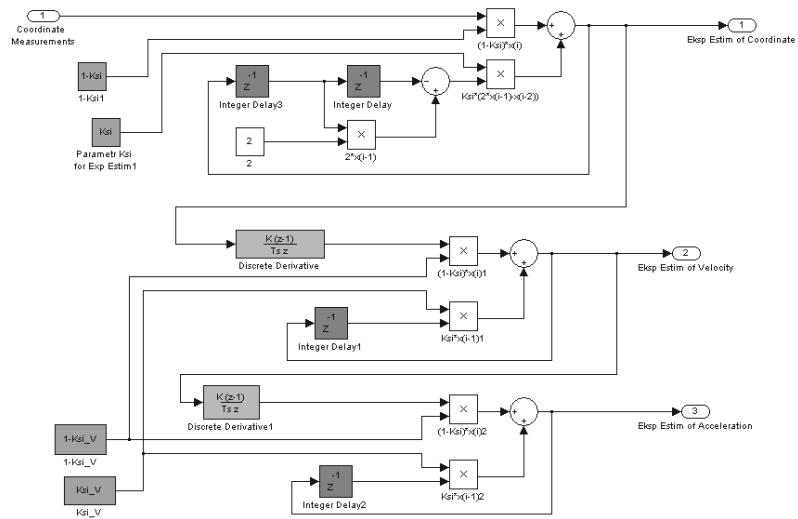 1
Coordinate
Measurements
1-Ksi
1-Ksi1
Ksi
Parametr Ksi
for Exp Estim1
-1
Z
Integer Delay3
-1
Z
Integer Delay
2
2
×
2*x(i-1)
×
(1-Ksi)*x(i)
×
Ksi*(2*x(i-1)-x(i-2))
+
+
-
+
1
Eksp Estim of Coordinate
K (z-1)
Ts z
Discrete Derivative
×
(1-Ksi)*x(i)1
+
+
2
Eksp Estim of Velocity
-1
Z
Integer Delay1
×
Ksi*x(i-1)1
K (z-1)
Ts z
Discrete Derivative1
×
(1-Ksi)*x(i)2
+
+
3
Eksp Estim of Acceleration
1-Ksi_V
1-Ksi_V
Ksi_V
Ksi_V
-1
Z
Integer Delay2
×
Ksi*x(i-1)2